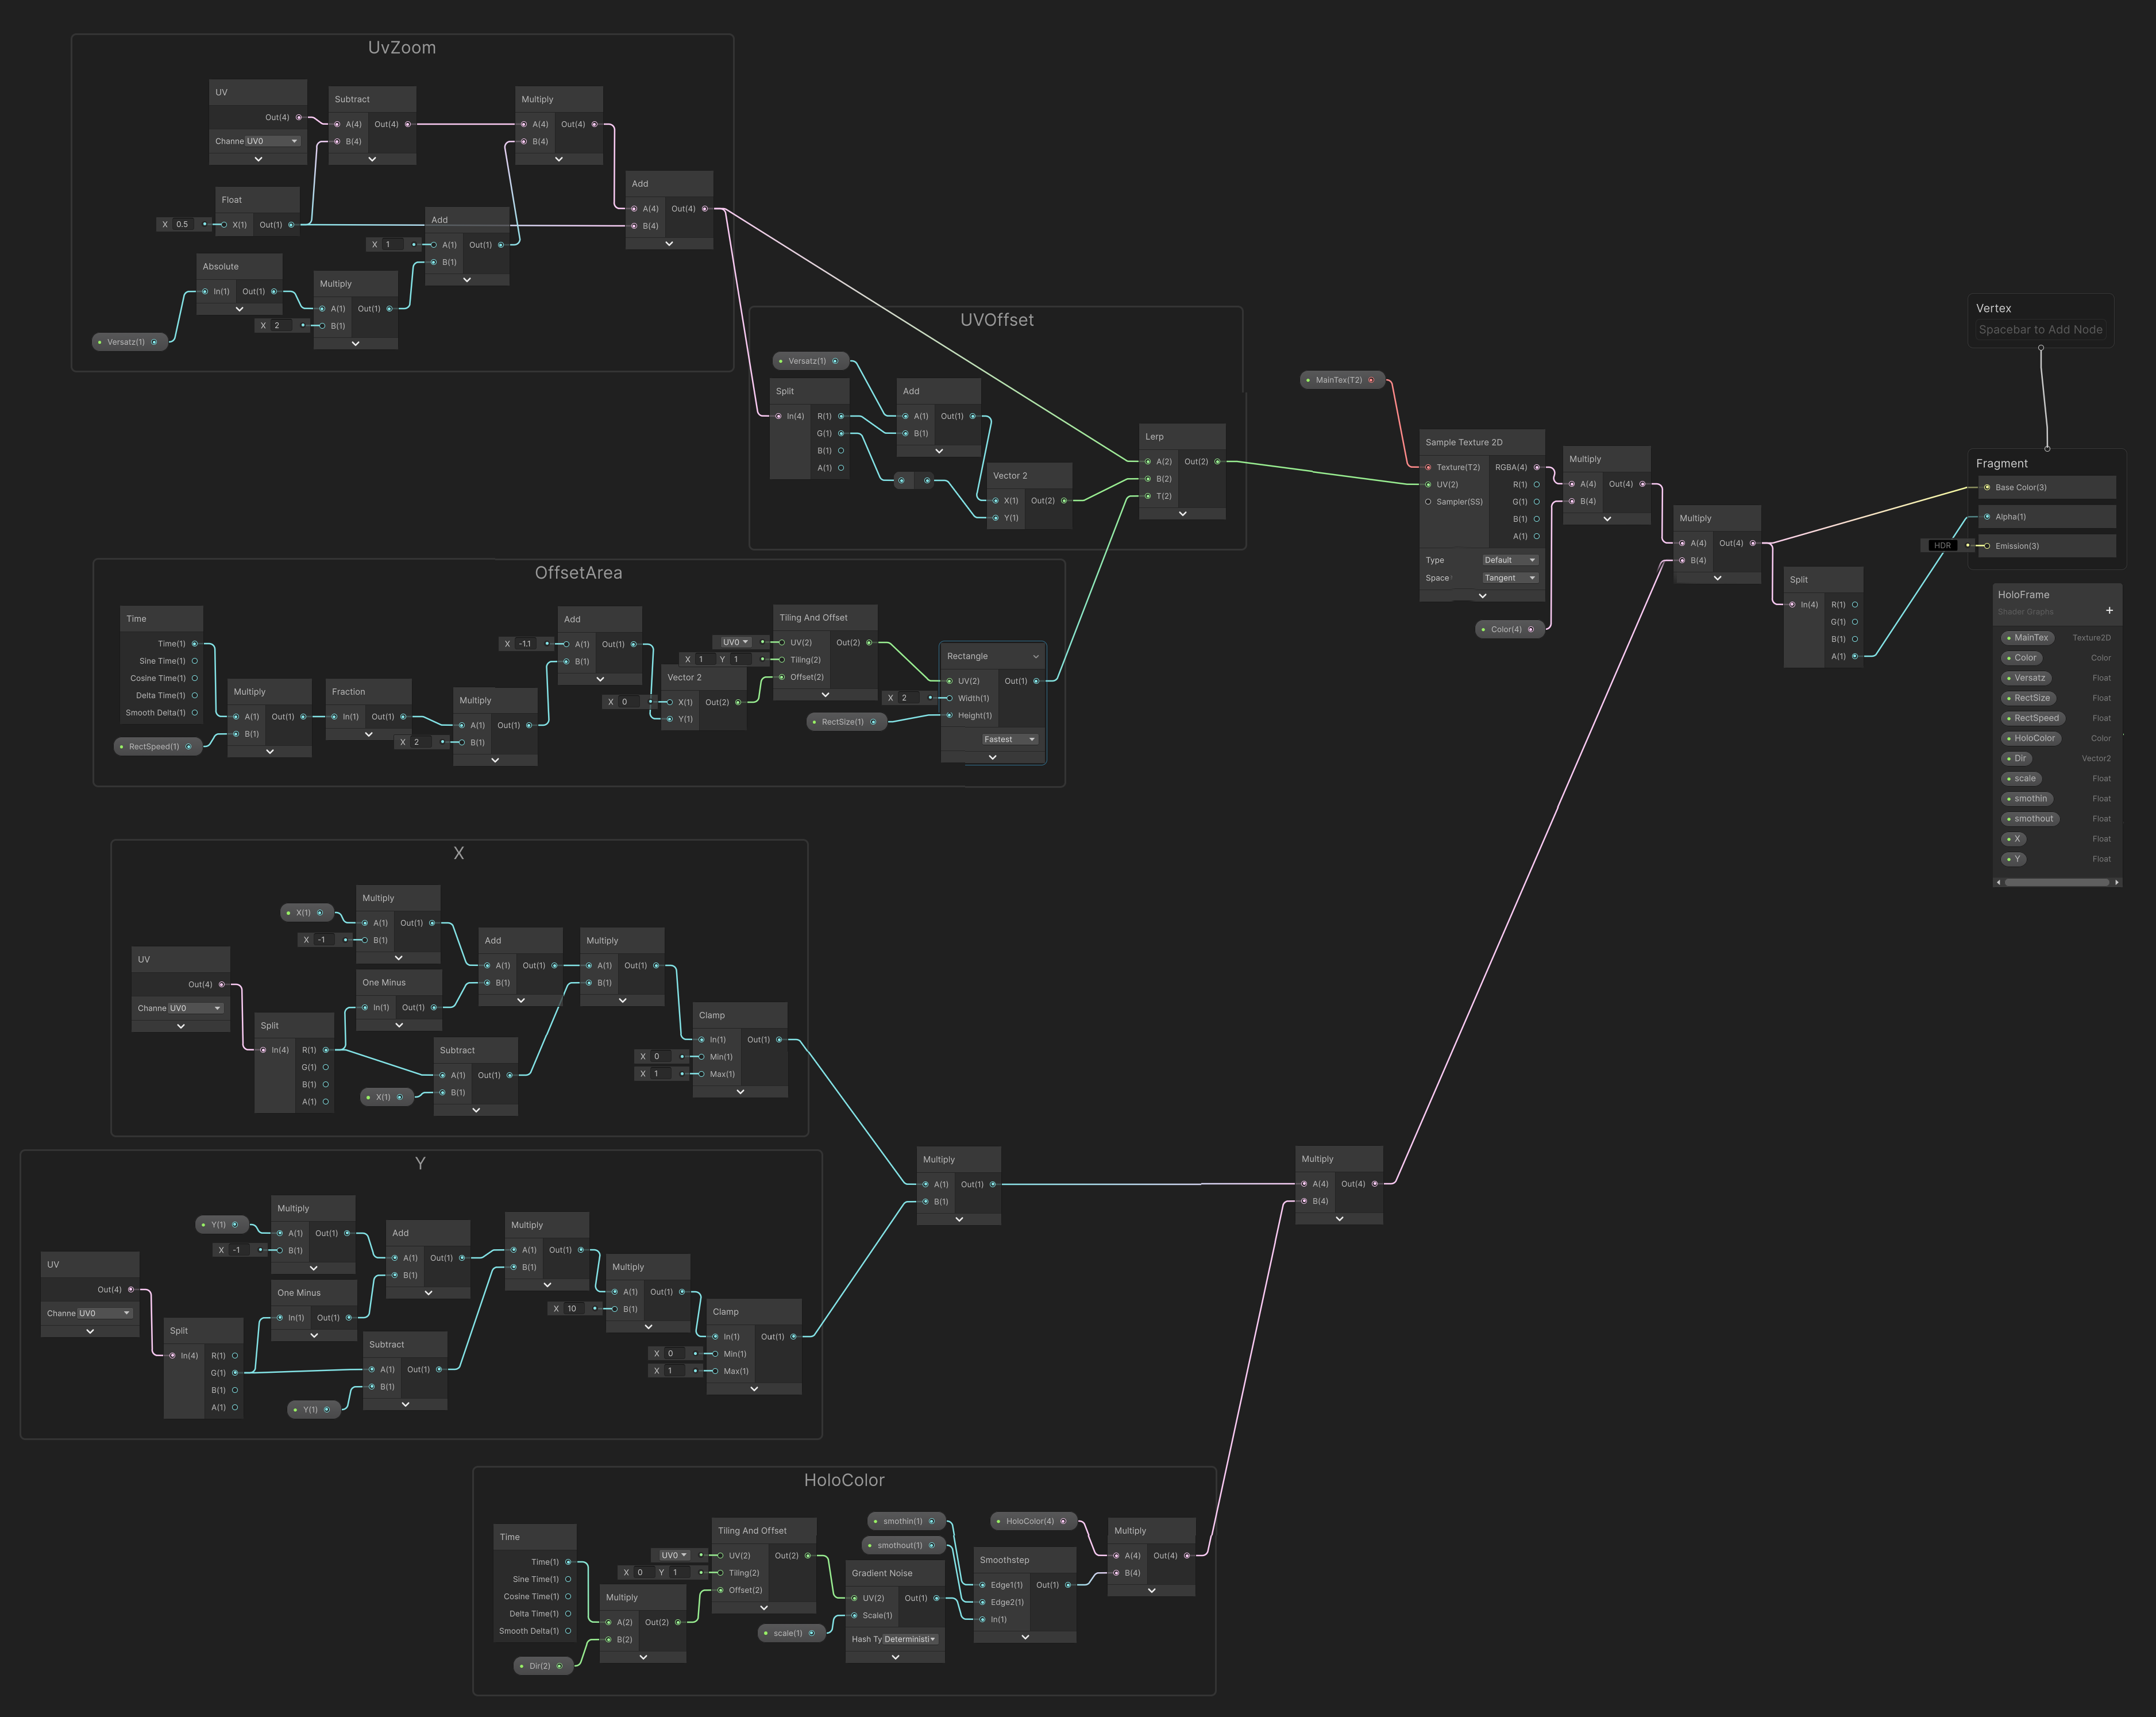 UvZoom
UV
Out(4)
Channe UV0
Subtract
A(4) Out(4)
B(4)
Multiply
A(4) Out(4)
B(4)
Float
X 0.5 X(1) Out(1)
Add
X 1 A(1) Out(1)
B(1)
Add
A(4) Out(4)
B(4)
Absolute
In(1) Out(1)
Multiply
A(1) Out(1)
X 2 B(1)
Versatz(1)
UVOffset
Versatz(1)
Split
In(4) R(1)
G(1)
B(1)
A(1)
Add
A(1) Out(1)
B(1)
Vector 2
X(1) Out(2)
Y(1)
Lerp
A(2) Out(2)
B(2)
T(2)
MainTex(T2)
Sample Texture 2D
Texture(T2) RGBA(4)
UV(2) R(1)
Sampler(SS) G(1)
B(1)
A(1)
Type Default
Space Tangent
Multiply
A(4) Out(4)
B(4)
Color(4)
Multiply
A(4) Out(4)
B(4)
Split
In(4) R(1)
G(1)
B(1)
A(1)
Vertex
Spacebar to Add Node
Fragment
Base Color(3)
Alpha(1)
HDR Emission(3)
HoloFrame
Shader Graphs
+
MainTex Texture2D
Color Color
Versatz Float
RectSize Float
RectSpeed Float
HoloColor Color
Dir Vector2
scale Float
smothin Float
smothout Float
X Float
Y Float
OffsetArea
Time
Time(1)
Sine Time(1)
Cosine Time(1)
Delta Time(1)
Smooth Delta(1)
RectSpeed(1)
Multiply
A(1) Out(1)
B(1)
Fraction
In(1) Out(1)
Multiply
A(1) Out(1)
X 2 B(1)
Add
X -1.1 A(1) Out(1)
B(1)
Vector 2
X 0 X(1) Out(2)
Y(1)
Tiling And Offset
UV0 UV(2) Out(2)
X 1 Y 1 Tiling(2)
Offset(2)
RectSize(1)
Rectangle
UV(2) Out(1)
X 2 Width(1)
Height(1)
Fastest
X
X(1)
Multiply
A(1) Out(1)
X -1 B(1)
UV
Out(4)
Channe UV0
One Minus
In(1) Out(1)
Split
In(4) R(1)
G(1)
B(1)
A(1)
Add
A(1) Out(1)
B(1)
Multiply
A(1) Out(1)
B(1)
Subtract
A(1) Out(1)
X(1) B(1)
Clamp
In(1) Out(1)
X 0 Min(1)
X 1 Max(1)
Y
Y(1)
Multiply
A(1) Out(1)
X -1 B(1)
UV
Out(4)
Channe UV0
One Minus
In(1) Out(1)
Split
In(4) R(1)
G(1)
B(1)
A(1)
Add
A(1) Out(1)
B(1)
Subtract
A(1) Out(1)
B(1)
Y(1)
Multiply
A(1) Out(1)
B(1)
Multiply
A(1) Out(1)
X 10 B(1)
Clamp
In(1) Out(1)
X 0 Min(1)
X 1 Max(1)
Multiply
A(1) Out(1)
B(1)
Multiply
A(4) Out(4)
B(4)
HoloColor
Time
Time(1)
Sine Time(1)
Cosine Time(1)
Delta Time(1)
Smooth Delta(1)
Dir(2)
Multiply
A(2) Out(2)
B(2)
Tiling And Offset
UV0 UV(2) Out(2)
X 0 Y 1 Tiling(2)
Offset(2)
scale(1)
Gradient Noise
UV(2) Out(1)
Scale(1)
Hash Ty Deterministi
smothin(1)
smothout(1)
Smoothstep
Edge1(1) Out(1)
Edge2(1)
In(1)
HoloColor(4)
Multiply
A(4) Out(4)
B(4)